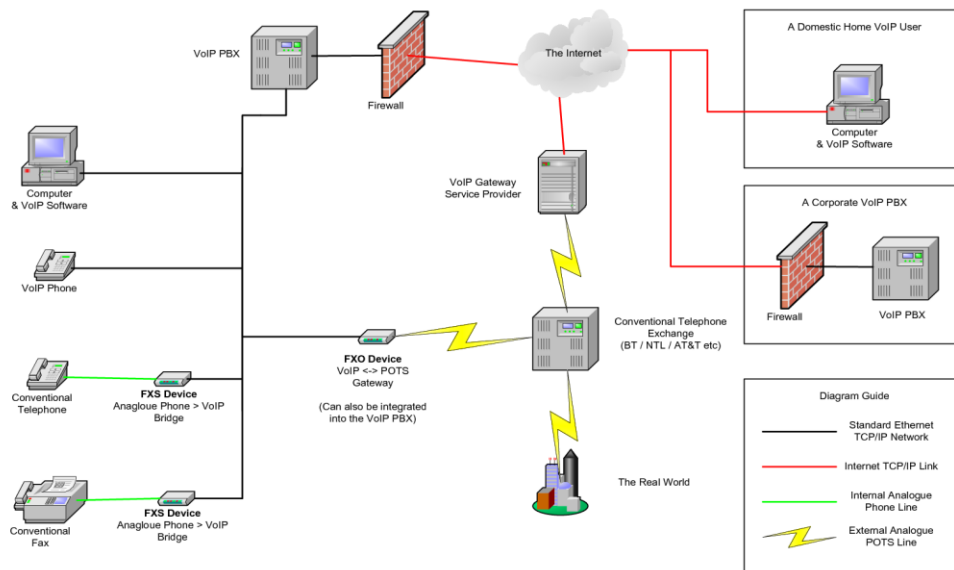 VoIP PBX
Firewall
The Internet
A Domestic Home VoIP User
Computer
& VoIP Software
Computer
& VoIP Software
VoIP Gateway
Service Provider
A Corporate VoIP PBX
Firewall
VoIP PBX
VoIP Phone
FXO Device
VoIP <-> POTS
Gateway
(Can also be integrated
into the VoIP PBX)
Conventional Telephone
Exchange
(BT / NTL / AT&T etc)
Conventional
Telephone
FXS Device
Anagloue Phone > VoIP
Bridge
The Real World
Conventional
Fax
FXS Device
Anagloue Phone > VoIP
Bridge
Diagram Guide
Standard Ethernet
TCP/IP Network
Internet TCP/IP Link
Internal Analogue
Phone Line
External Analogue
POTS Line